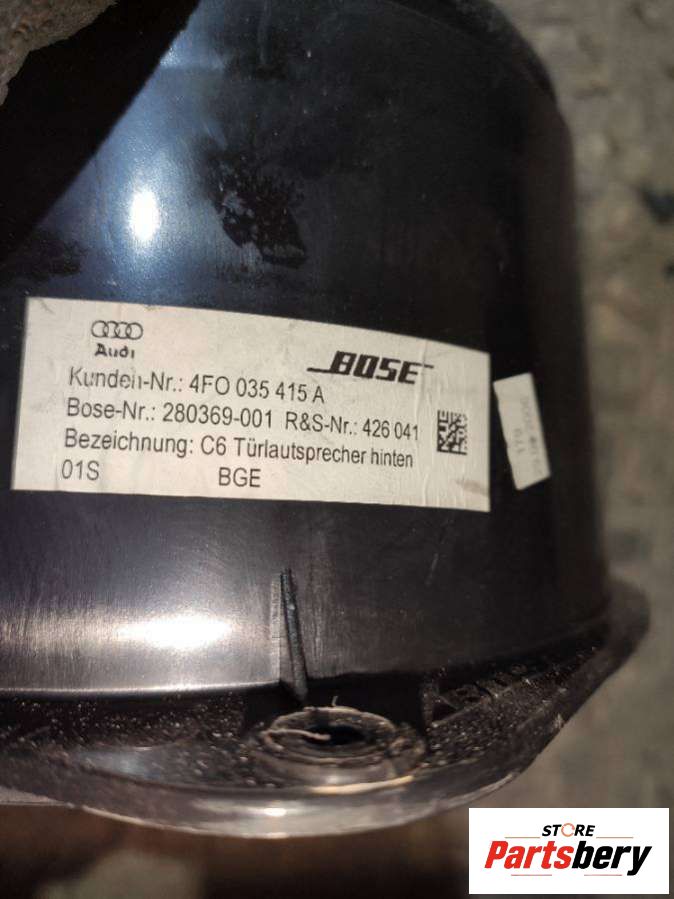 Audi
BOSE
Kunden-Nr.: 4FO 035 415 A
Bose-Nr.: 280369-001 R&S-Nr.: 426 041
Bezeichnung: C6 Türlautsprecher hinten
01S BGE
STORE
Partsbery